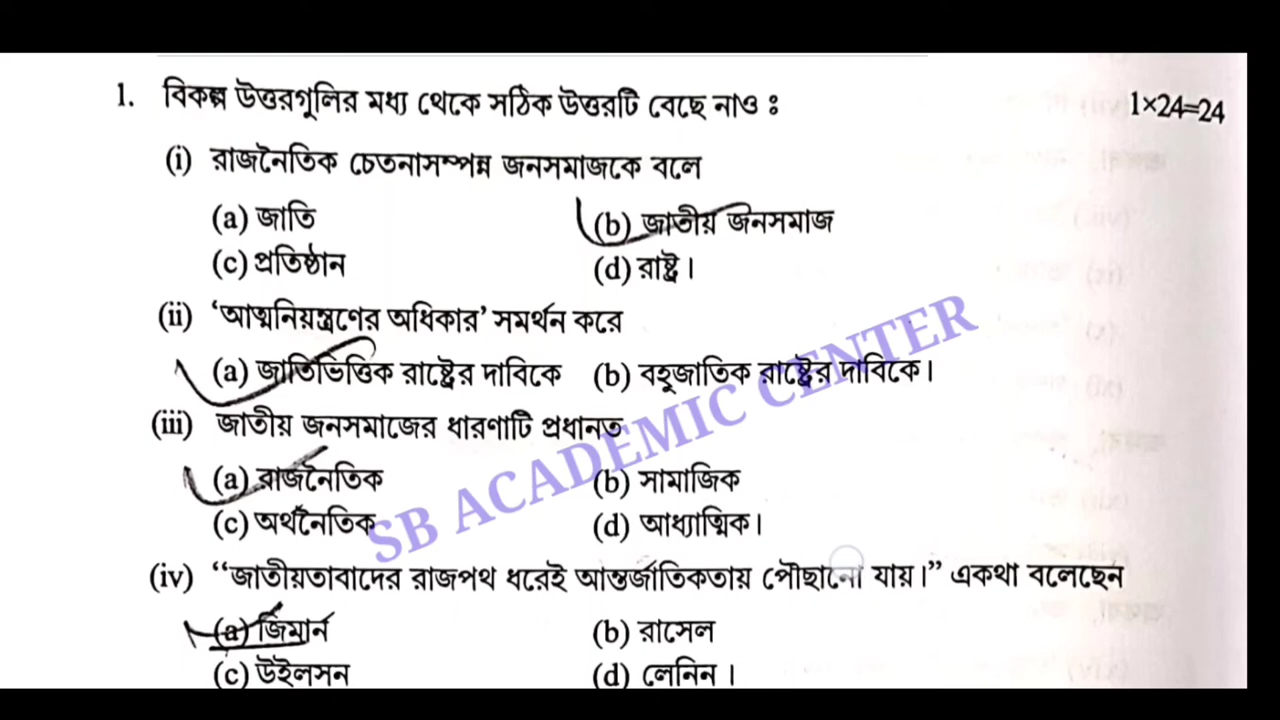 1. বিকল্প উত্তরগুলির মধ্য থেকে সঠিক উত্তরটি বেছে নাও ঃ 1×24=24
(i) রাজনৈতিক চেতনাসম্পন্ন জনসমাজকে বলে
(a) জাতি (b) জাতীয় জনসমাজ
(c) প্রতিষ্ঠান (d) রাষ্ট্র।
(ii) ‘আত্মনিয়ন্ত্রণের অধিকার’ সমর্থন করে
(a) জাতিভিত্তিক রাষ্ট্রের দাবিকে (b) বহুজাতিক রাষ্ট্রের দাবিকে।
(iii) জাতীয় জনসমাজের ধারণাটি প্রধানত
(a) রাজনৈতিক (b) সামাজিক
(c) অর্থনৈতিক (d) আধ্যাত্মিক।
SB ACADEMIC CENTER
(iv) “জাতীয়তাবাদের রাজপথ ধরেই আন্তর্জাতিকতায় পৌছানো যায়।” একথা বলেছেন
(a) জিমার্ন (b) রাসেল
(c) উইলসন (d) লেনিন।